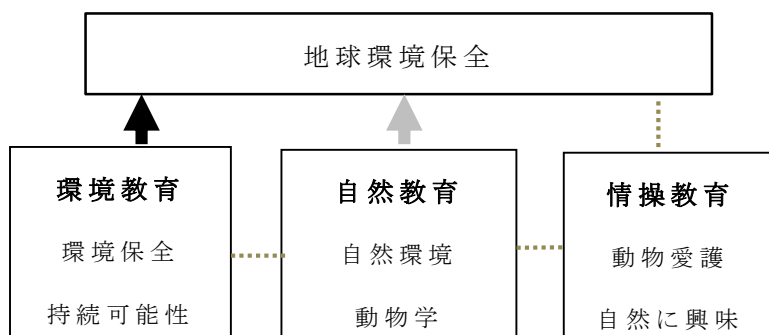 地球環境保全
環境教育
環境保全
持続可能性
自然教育
自然環境
動物学
情操教育
動物愛護
自然に興味